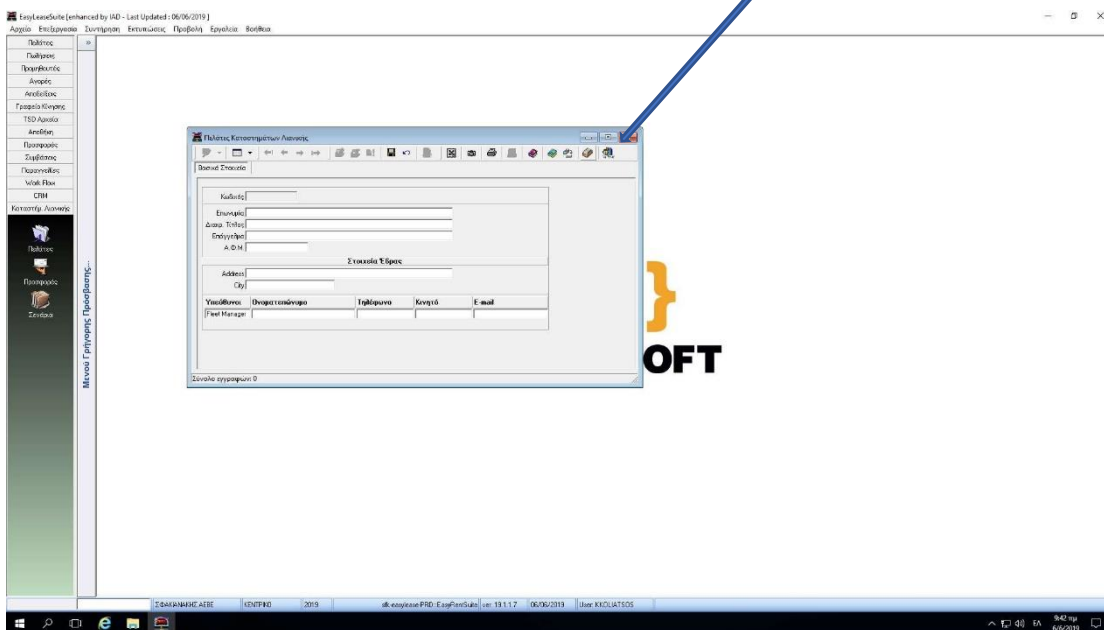 EasyLeaseSuite [enhanced by IAD - Last Updated : 06/06/2019 ]
Αρχείο Επεξεργασία Συντήρηση Εκτυπώσεις Προβολή Εργαλεία Βοήθεια
Πελάτες
Πωλήσεις
Προμηθευτές
Αγορές
Αποδείξεις
Γραφείο Κίνησης
TSD Αρχεία
Αποθήκη
Προσφορές
Συμβάσεις
Παραγγελίες
Work Flow
CRM
Καταστήμ. Λιανικής
Πελάτες
Προσφορές
Σενάρια
Μενού Γρήγορης Πρόσβασης...
Πελάτες Καταστημάτων Λιανικής
Βασικά Στοιχεία
Κωδικός
Επωνυμία
Διακρ. Τίτλος
Επάγγελμα
Α.Φ.Μ.
Στοιχεία Έδρας
Address
City
Υπεύθυνοι Ονοματεπώνυμο Τηλέφωνο Κινητό E-mail
Fleet Manager
Σύνολο εγγραφών: 0
}
OFT
ΣΦΑΚΙΑΝΑΚΗΣ ΑΕΒΕ ΚΕΝΤΡΙΚΟ 2019 ver. 19.1.1.7 06/06/2019 User: KKOLIATSOS
ΕΛ 9:42 πμ
6/6/2019